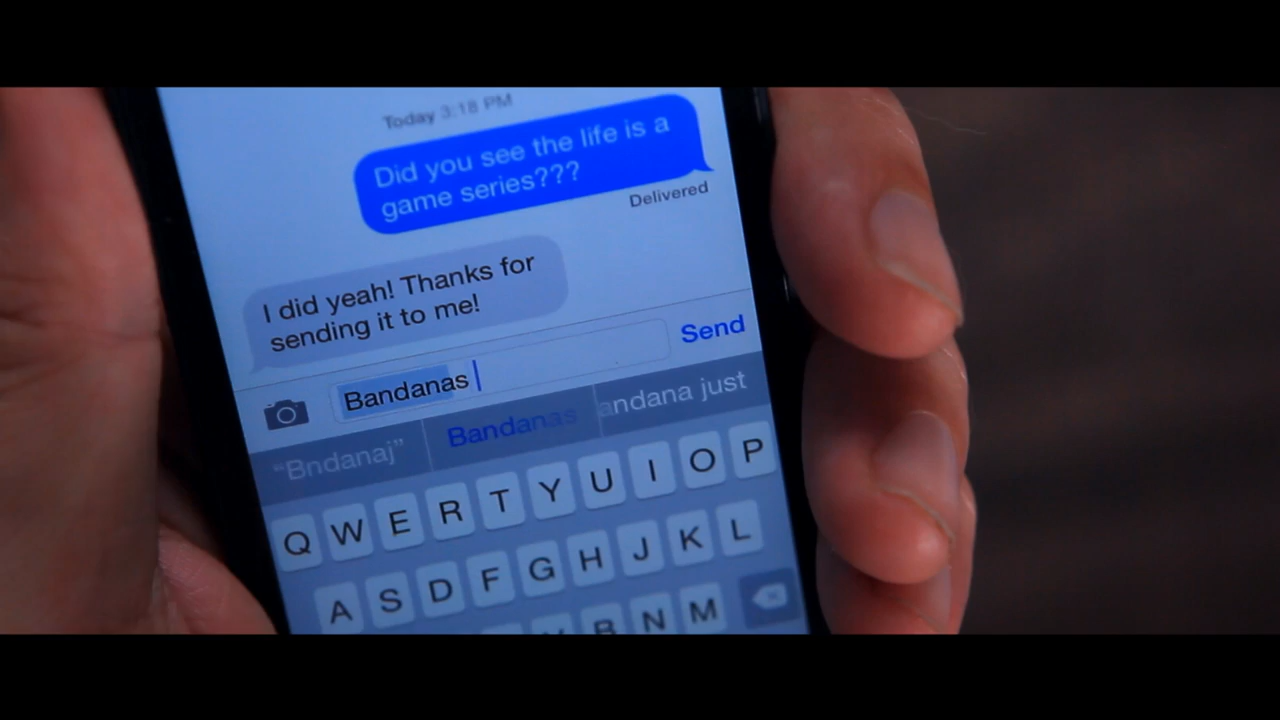 Today 3:18 PM
Did you see the life is a
game series???
Delivered
I did yeah! Thanks for
sending it to me!
Bandanas
Send
“Bndanaj” Bandanas andana just
Q W E R T Y U I O P
A S D F G H J K L
V B N M